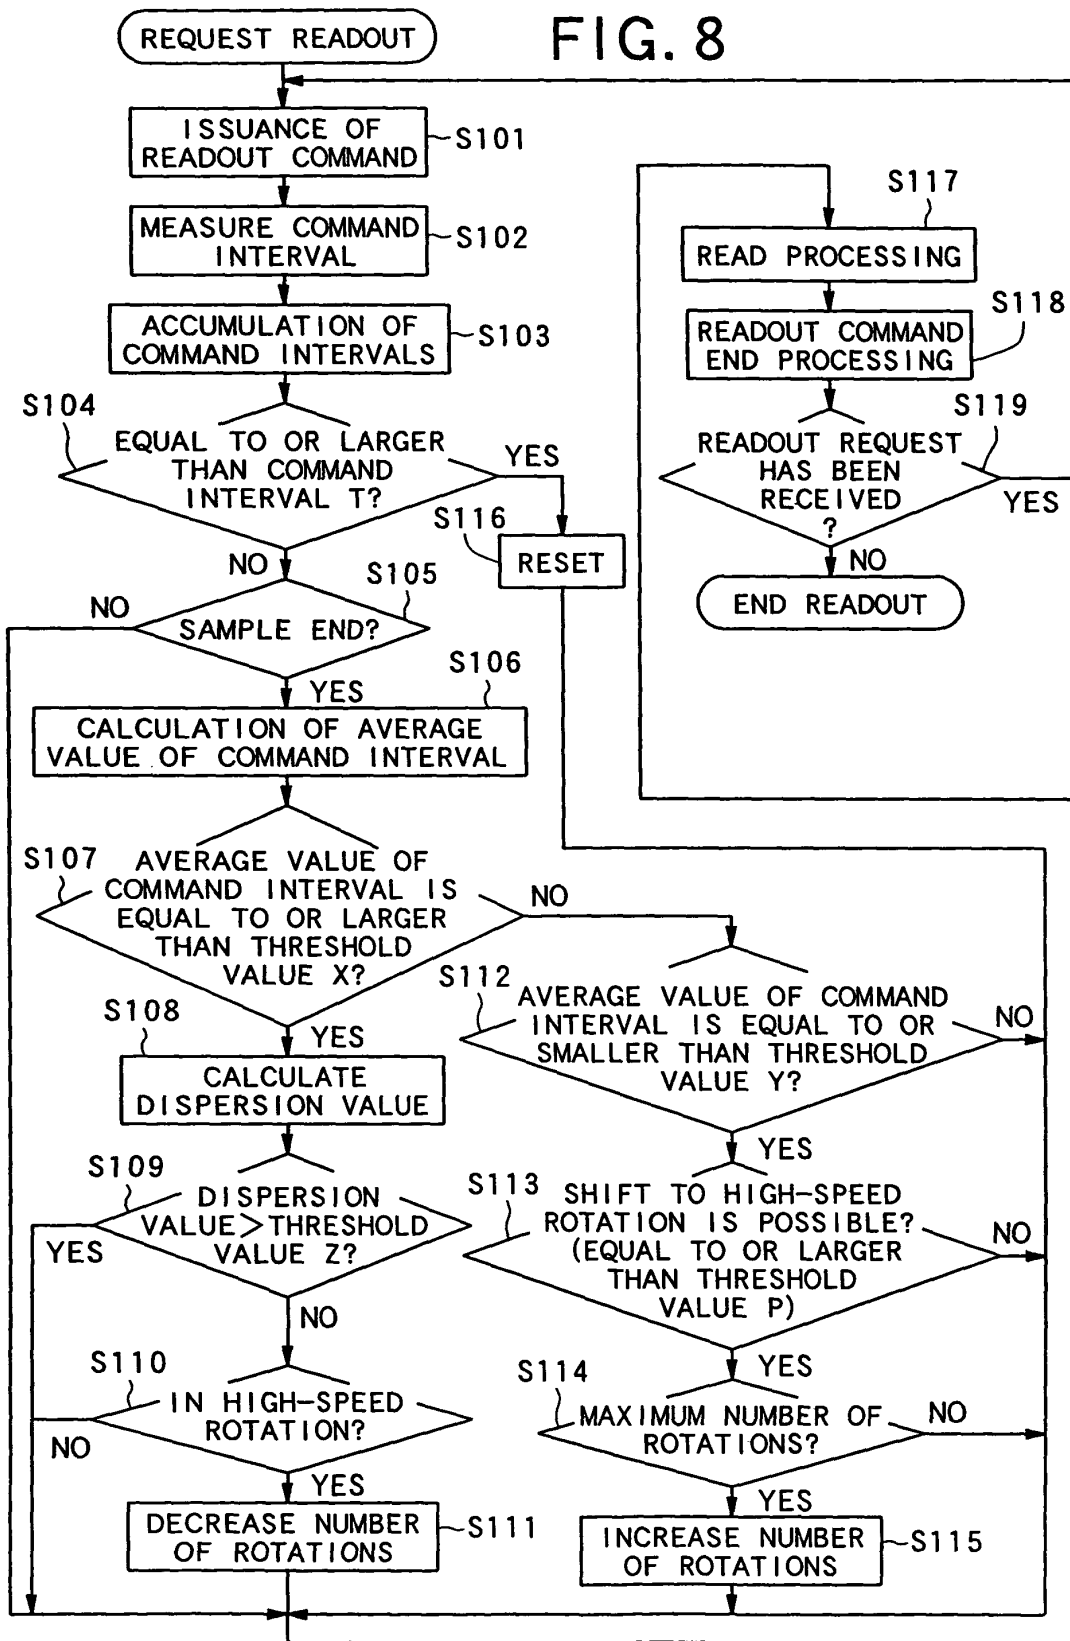 FIG. 8
REQUEST READOUT
ISSUANCE OF
READOUT COMMAND
S101
MEASURE COMMAND
INTERVAL
S102
ACCUMULATION OF
COMMAND INTERVALS
S103
S104
EQUAL TO OR LARGER
THAN COMMAND
INTERVAL T?
YES
NO
S116
RESET
S105
SAMPLE END?
NO
YES
S106
CALCULATION OF AVERAGE
VALUE OF COMMAND INTERVAL
S107
AVERAGE VALUE OF
COMMAND INTERVAL IS
EQUAL TO OR LARGER
THAN THRESHOLD
VALUE X?
NO
YES
S108
CALCULATE
DISPERSION VALUE
S109
DISPERSION
VALUE>THRESHOLD
VALUE Z?
YES
NO
S110
IN HIGH-SPEED
ROTATION?
NO
YES
DECREASE NUMBER
OF ROTATIONS
S111
S112
AVERAGE VALUE OF COMMAND
INTERVAL IS EQUAL TO OR
SMALLER THAN THRESHOLD
VALUE Y?
NO
YES
S113
SHIFT TO HIGH-SPEED
ROTATION IS POSSIBLE?
(EQUAL TO OR LARGER
THAN THRESHOLD
VALUE P)
NO
YES
S114
MAXIMUM NUMBER OF
ROTATIONS?
NO
YES
INCREASE NUMBER
OF ROTATIONS
S115
S117
READ PROCESSING
S118
READOUT COMMAND
END PROCESSING
S119
READOUT REQUEST
HAS BEEN
RECEIVED
?
YES
NO
END READOUT